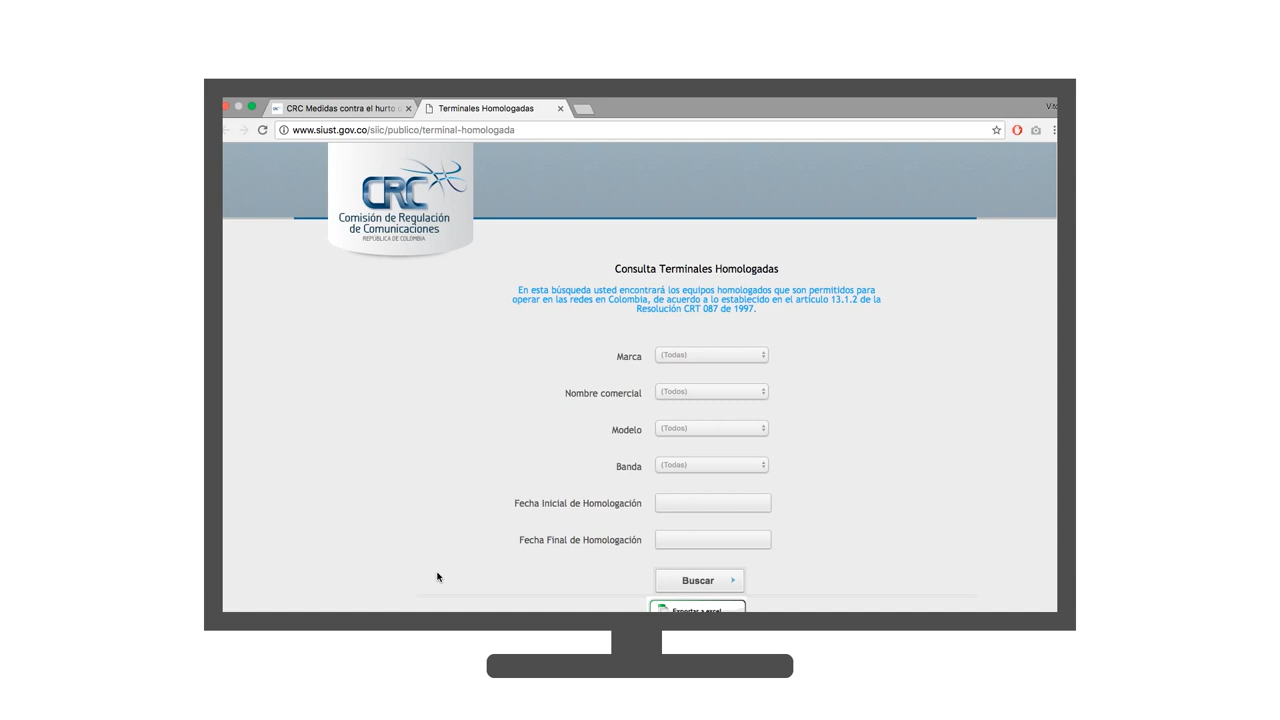 CRC Medidas contra el hurto
Terminales Homologadas
www.siust.gov.co/siic/publico/terminal-homologada
CRC
Comisión de Regulación
de Comunicaciones
REPÚBLICA DE COLOMBIA
Consulta Terminales Homologadas
En esta búsqueda usted encontrará los equipos homologados que son permitidos para
operar en las redes en Colombia, de acuerdo a lo establecido en el artículo 13.1.2 de la
Resolución CRT 087 de 1997.
Marca (Todas)
Nombre comercial (Todos)
Modelo (Todos)
Banda (Todas)
Fecha Inicial de Homologación
Fecha Final de Homologación
Buscar
Exportar a excel